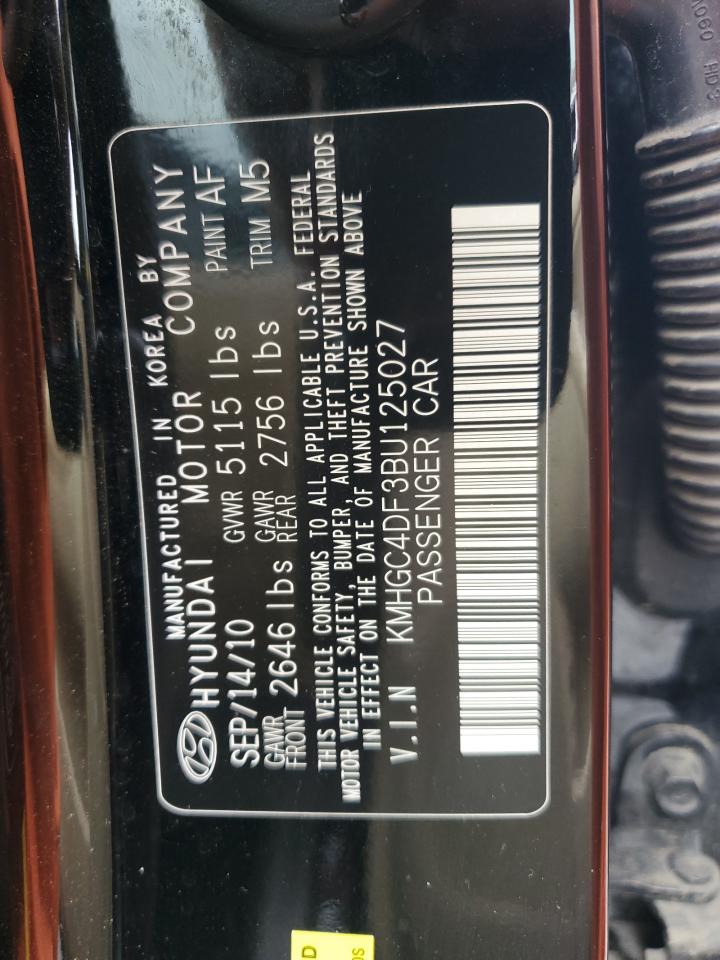 MANUFACTURED IN KOREA BY
HYUNDAI MOTOR COMPANY
SEP/14/10 GVWR 5115 lbs PAINT AF
GAWR FRONT 2646 lbs GAWR REAR 2756 lbs TRIM M5
THIS VEHICLE CONFORMS TO ALL APPLICABLE U.S.A. FEDERAL
MOTOR VEHICLE SAFETY, BUMPER, AND THEFT PREVENTION STANDARDS
IN EFFECT ON THE DATE OF MANUFACTURE SHOWN ABOVE
V.I.N KMHGC4DF3BU125027
PASSENGER CAR